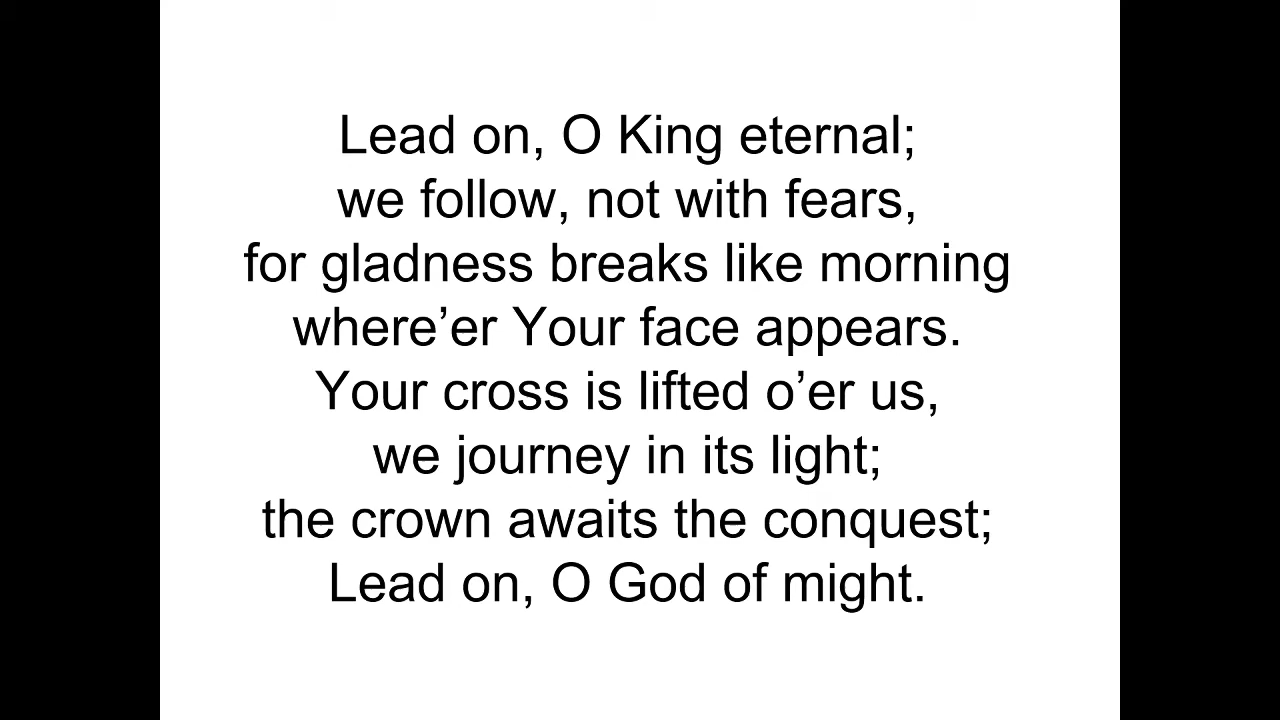 Lead on, O King eternal;
we follow, not with fears,
for gladness breaks like morning
where’er Your face appears.
Your cross is lifted o’er us,
we journey in its light;
the crown awaits the conquest;
Lead on, O God of might.